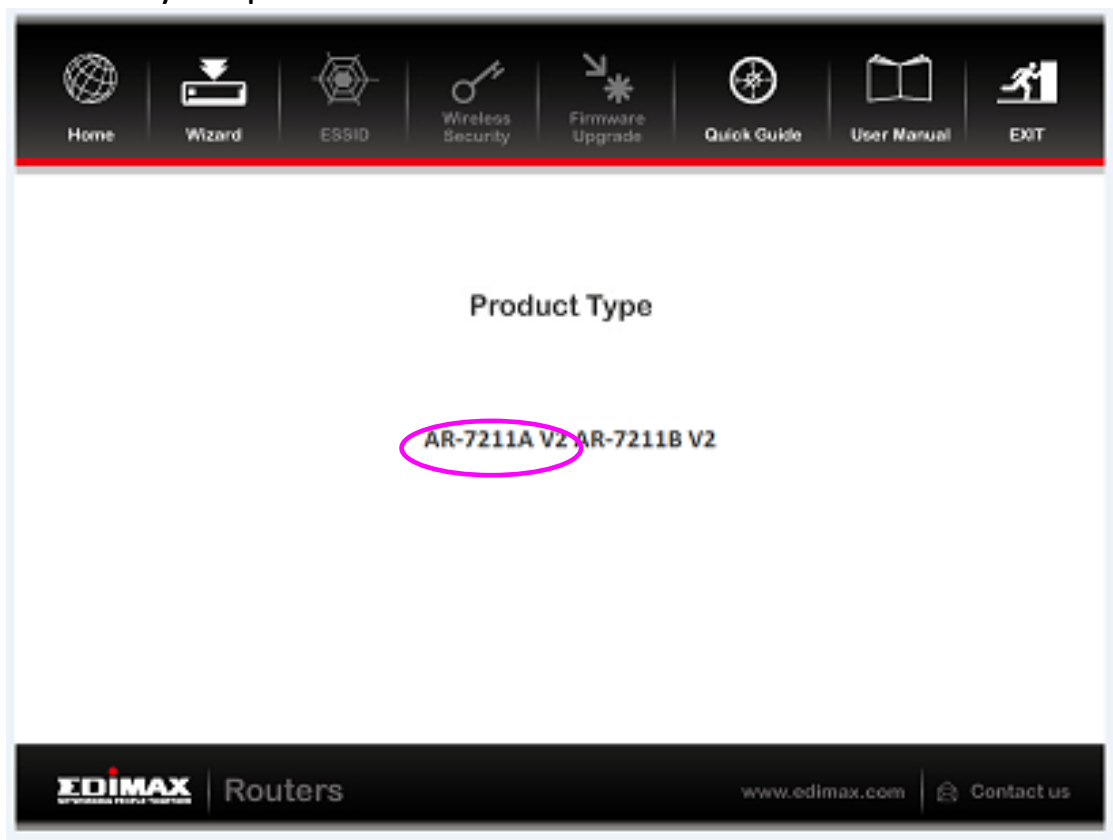 Home Wizard ESSID Wireless Security Firmware Upgrade Quick Guide User Manual EXIT
Product Type
AR-7211A V2 AR-7211B V2
EDIMAX Routers www.edimax.com Contact us